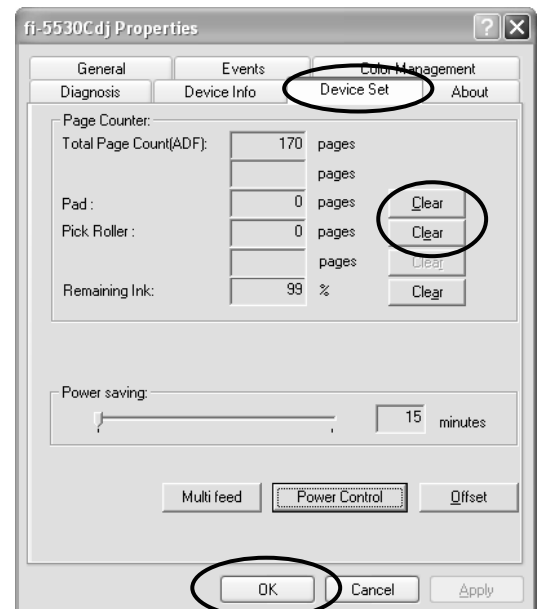 fi-5530Cdj Properties
General Events Color Management
Diagnosis Device Info Device Set About
Page Counter:
Total Page Count(ADF): 170 pages
pages
Pad : 0 pages Clear
Pick Roller : 0 pages Clear
pages Clear
Remaining Ink: 99 % Clear
Power saving:
15 minutes
Multi feed Power Control Offset
OK Cancel Apply